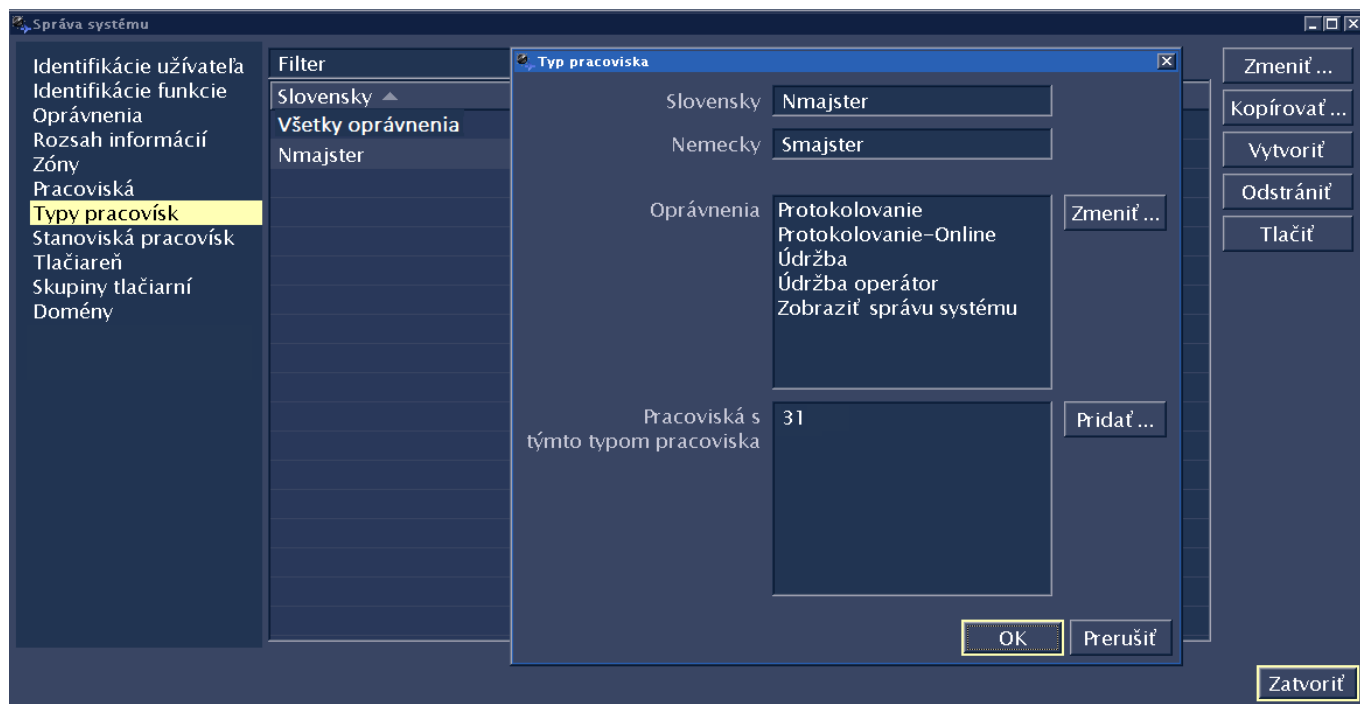 Správa systému
Identifikácie užívateľa
Identifikácie funkcie
Oprávnenia
Rozsah informácií
Zóny
Pracoviská
Typy pracovísk
Stanoviská pracovísk
Tlačiareň
Skupiny tlačiarní
Domény
Filter
Slovensky
Všetky oprávnenia
Nmajster
Typ pracoviska
Slovensky Nmajster
Nemecky Smajster
Oprávnenia Protokolovanie
Protokolovanie-Online
Údržba
Údržba operátor
Zobraziť správu systému
Zmeniť ...
Pracoviská s
týmto typom pracoviska
31
Pridať ...
OK Prerušiť
Zmeniť ...
Kopírovať ...
Vytvoriť
Odstrániť
Tlačiť
Zatvoriť